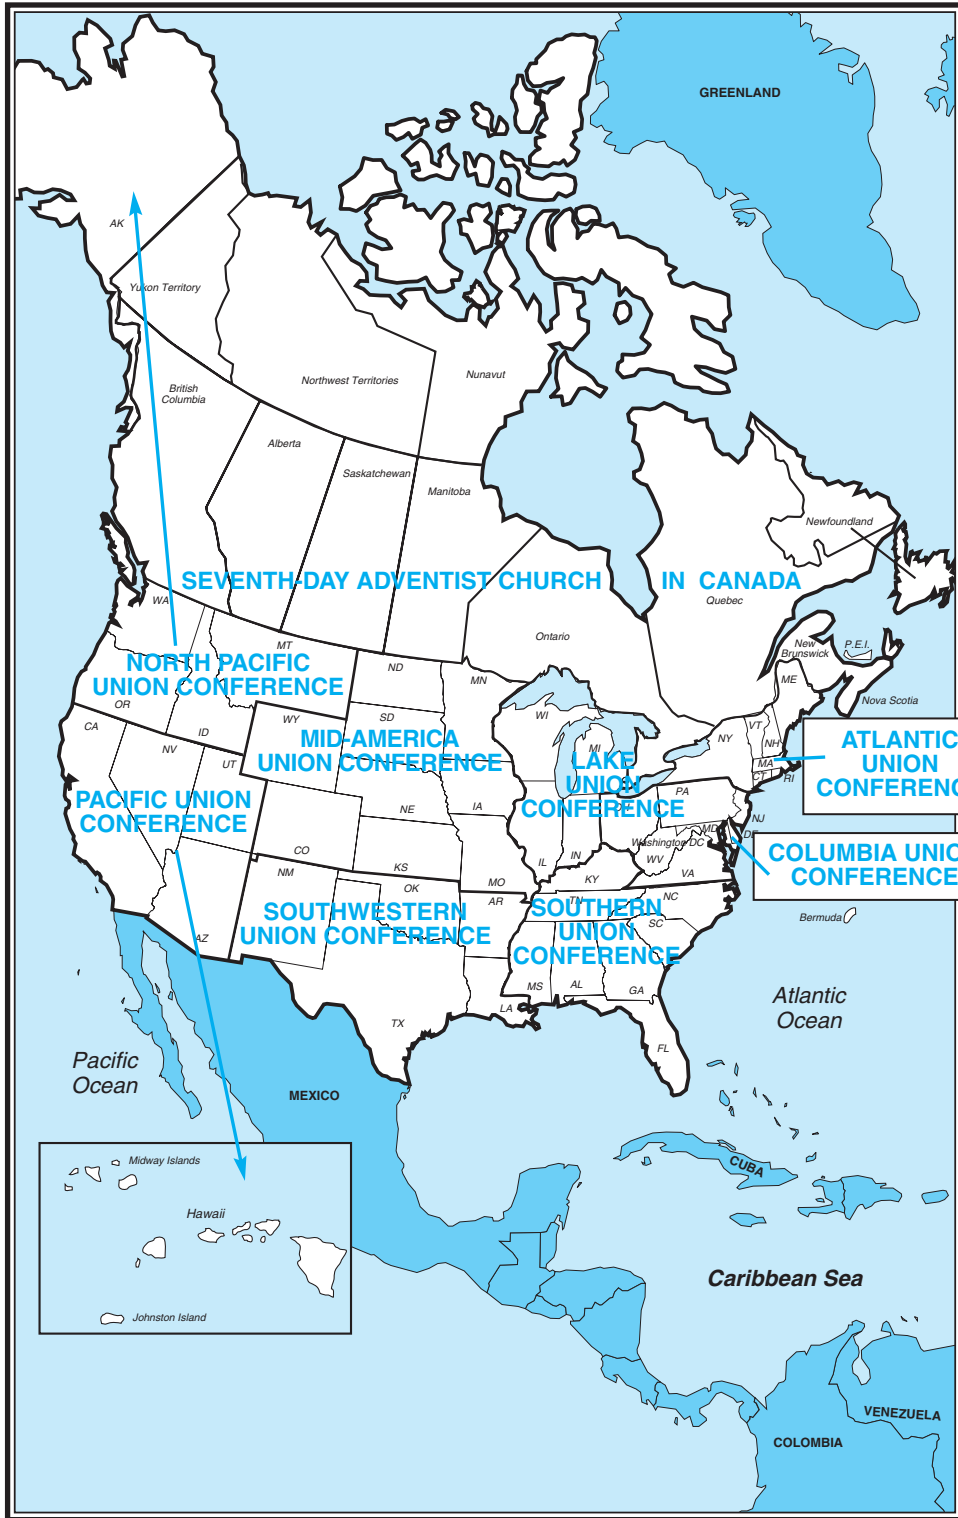 GREENLAND
AK
Yukon Territory
Northwest Territories
Nunavut
British
Columbia
Alberta
Saskatchewan
Manitoba
Newfoundland
SEVENTH-DAY ADVENTIST CHURCH IN CANADA
Quebec
Ontario
New
Brunswick
P.E.I.
Nova Scotia
WA
MT
ND
MN
ME
NORTH PACIFIC
UNION CONFERENCE
OR
ID
WY
SD
WI
MI
NY
VT
NH
MA
CT
RI
CA
NV
UT
MID-AMERICA
UNION CONFERENCE
LAKE
UNION
CONFERENCE
ATLANTIC
UNION
CONFERENC
PACIFIC UNION
CONFERENCE
NE
IA
OH
PA
NJ
MD
DE
Washington DC
CO
KS
MO
IL
IN
WV
VA
KY
COLUMBIA UNIO
CONFERENCE
NM
OK
AR
TN
NC
SC
SOUTHWESTERN
UNION CONFERENCE
SOUTHERN
UNION
CONFERENCE
Bermuda
AZ
TX
LA
MS
AL
GA
FL
Atlantic
Ocean
Pacific
Ocean
MEXICO
CUBA
Midway Islands
Hawaii
Johnston Island
Caribbean Sea
VENEZUELA
COLOMBIA